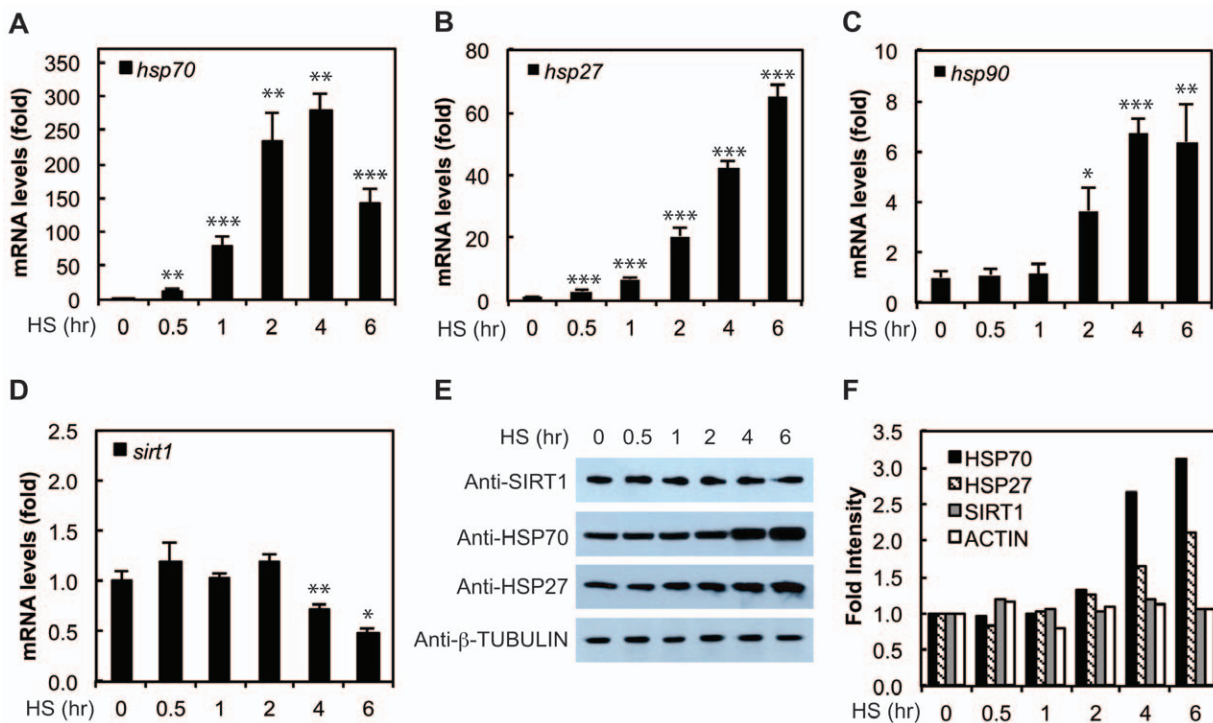 A
mRNA levels (fold)
350
300
250
200
150
100
50
0
hsp70
**
***
**
**
***
HS (hr) 0 0.5 1 2 4 6
B
mRNA levels (fold)
80
60
40
20
0
hsp27
***
***
***
***
***
HS (hr) 0 0.5 1 2 4 6
C
mRNA levels (fold)
10
8
6
4
2
0
hsp90
*
***
**
HS (hr) 0 0.5 1 2 4 6
D
mRNA levels (fold)
2.5
2.0
1.5
1.0
0.5
0.0
sirt1
**
*
HS (hr) 0 0.5 1 2 4 6
E
HS (hr) 0 0.5 1 2 4 6
Anti-SIRT1
Anti-HSP70
Anti-HSP27
Anti-β-TUBULIN
F
Fold Intensity
3.5
3.0
2.5
2.0
1.5
1.0
0.5
0.0
HSP70
HSP27
SIRT1
ACTIN
HS (hr) 0 0.5 1 2 4 6